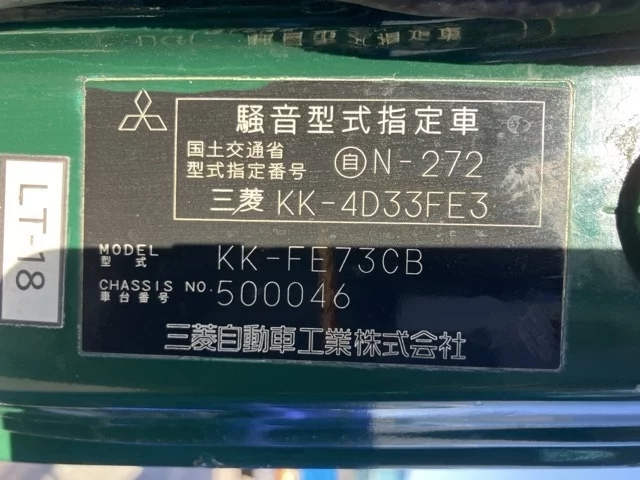 騒音型式指定車
国土交通省
型式指定番号 自N-272
三菱 KK-4D33FE3
MODEL
型式 KK-FE73CB
CHASSIS NO.
車台番号 500046
三菱自動車工業株式会社
LT-18